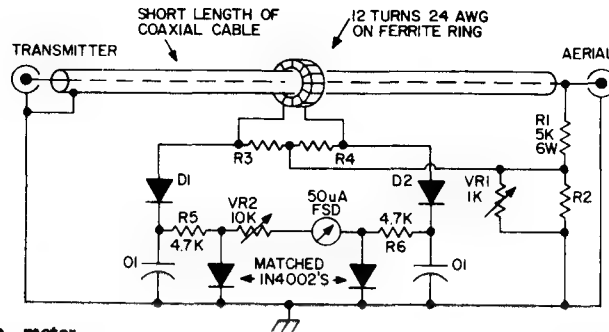 SHORT LENGTH OF
COAXIAL CABLE
12 TURNS 24 AWG
ON FERRITE RING
TRANSMITTER
AERIAL
R1
5K
6W
R3
R4
D1
D2
VR1
1K
R2
VR2
10K
50uA
FSD
R5
4.7K
4.7K
R6
MATCHED
IN4002'S
01
01
meter